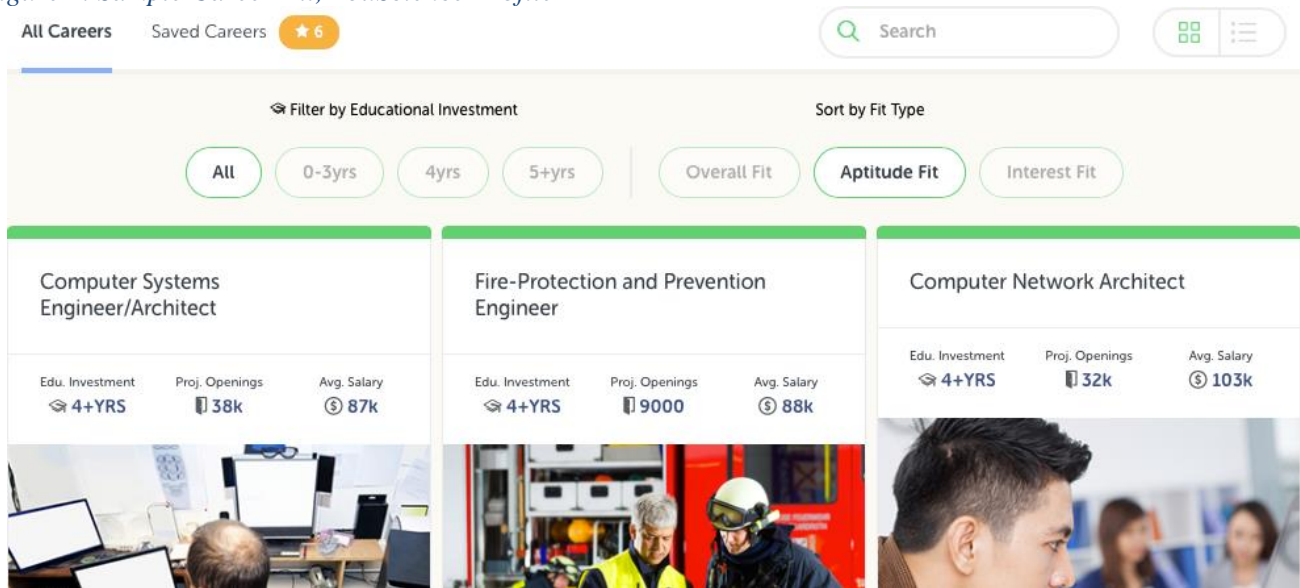 All Careers Saved Careers 6 Search
Filter by Educational Investment Sort by Fit Type
All 0-3yrs 4yrs 5+yrs Overall Fit Aptitude Fit Interest Fit
Computer Systems
Engineer/Architect
Edu. Investment Proj. Openings Avg. Salary
4+YRS 38k 87k
Fire-Protection and Prevention
Engineer
Edu. Investment Proj. Openings Avg. Salary
4+YRS 9000 88k
Computer Network Architect
Edu. Investment Proj. Openings Avg. Salary
4+YRS 32k 103k